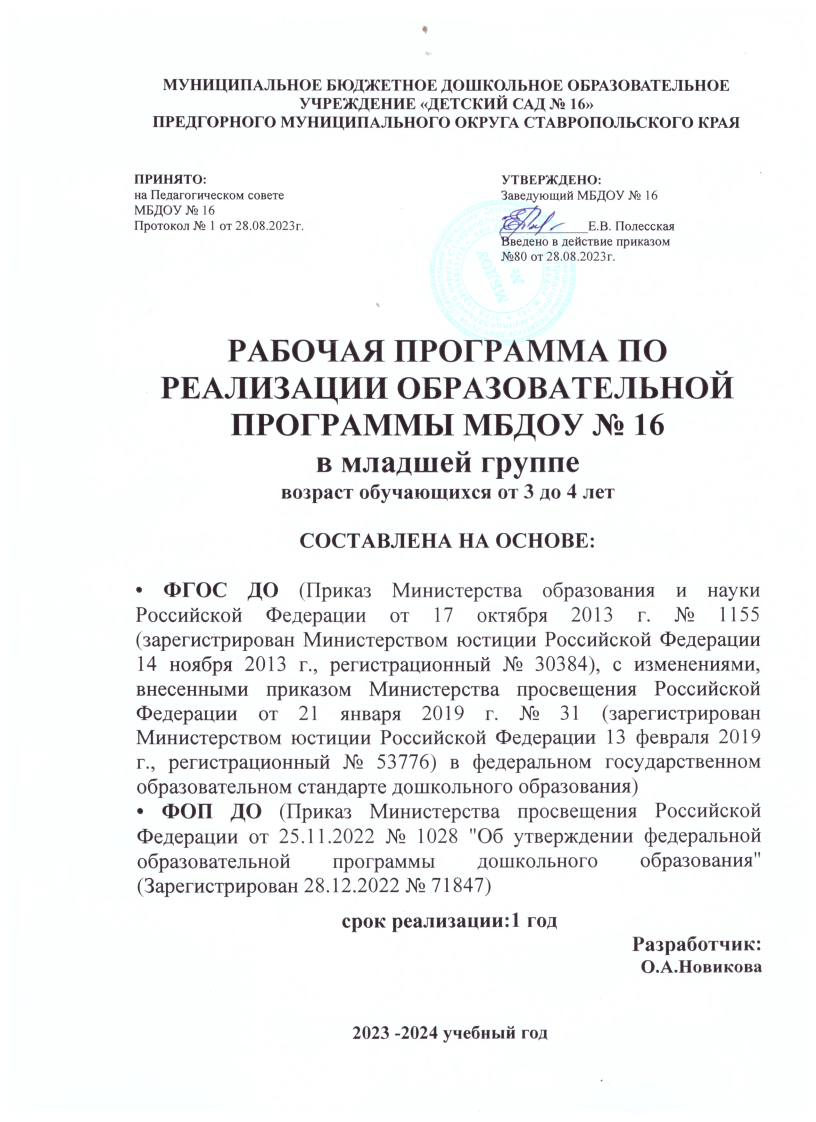 МУНИЦИПАЛЬНОЕ БЮДЖЕТНОЕ ДОШКОЛЬНОЕ ОБРАЗОВАТЕЛЬНОЕ
УЧРЕЖДЕНИЕ «ДЕТСКИЙ САД № 16»
ПРЕДГОРНОГО МУНИЦИПАЛЬНОГО ОКРУГА СТАВРОПОЛЬСКОГО КРАЯ
ПРИНЯТО:
на Педагогическом совете
МБДОУ № 16
Протокол № 1 от 28.08.2023г.
УТВЕРЖДЕНО:
Заведующий МБДОУ № 16
Е.В. Полесская
Введено в действие приказом
№80 от 28.08.2023г.
РАБОЧАЯ ПРОГРАММА ПО
РЕАЛИЗАЦИИ ОБРАЗОВАТЕЛЬНОЙ
ПРОГРАММЫ МБДОУ № 16
в младшей группе
возраст обучающихся от 3 до 4 лет
СОСТАВЛЕНА НА ОСНОВЕ:
• ФГОС ДО (Приказ Министерства образования и науки
Российской Федерации от 17 октября 2013 г. № 1155
(зарегистрирован Министерством юстиции Российской Федерации
14 ноября 2013 г., регистрационный № 30384), с изменениями,
внесенными приказом Министерства просвещения Российской
Федерации от 21 января 2019 г. № 31 (зарегистрирован
Министерством юстиции Российской Федерации 13 февраля 2019
г., регистрационный № 53776) в федеральном государственном
образовательном стандарте дошкольного образования)
• ФОП ДО (Приказ Министерства просвещения Российской
Федерации от 25.11.2022 № 1028 "Об утверждении федеральной
образовательной программы дошкольного образования"
(Зарегистрирован 28.12.2022 № 71847)
срок реализации:1 год
Разработчик:
О.А.Новикова
2023 -2024 учебный год